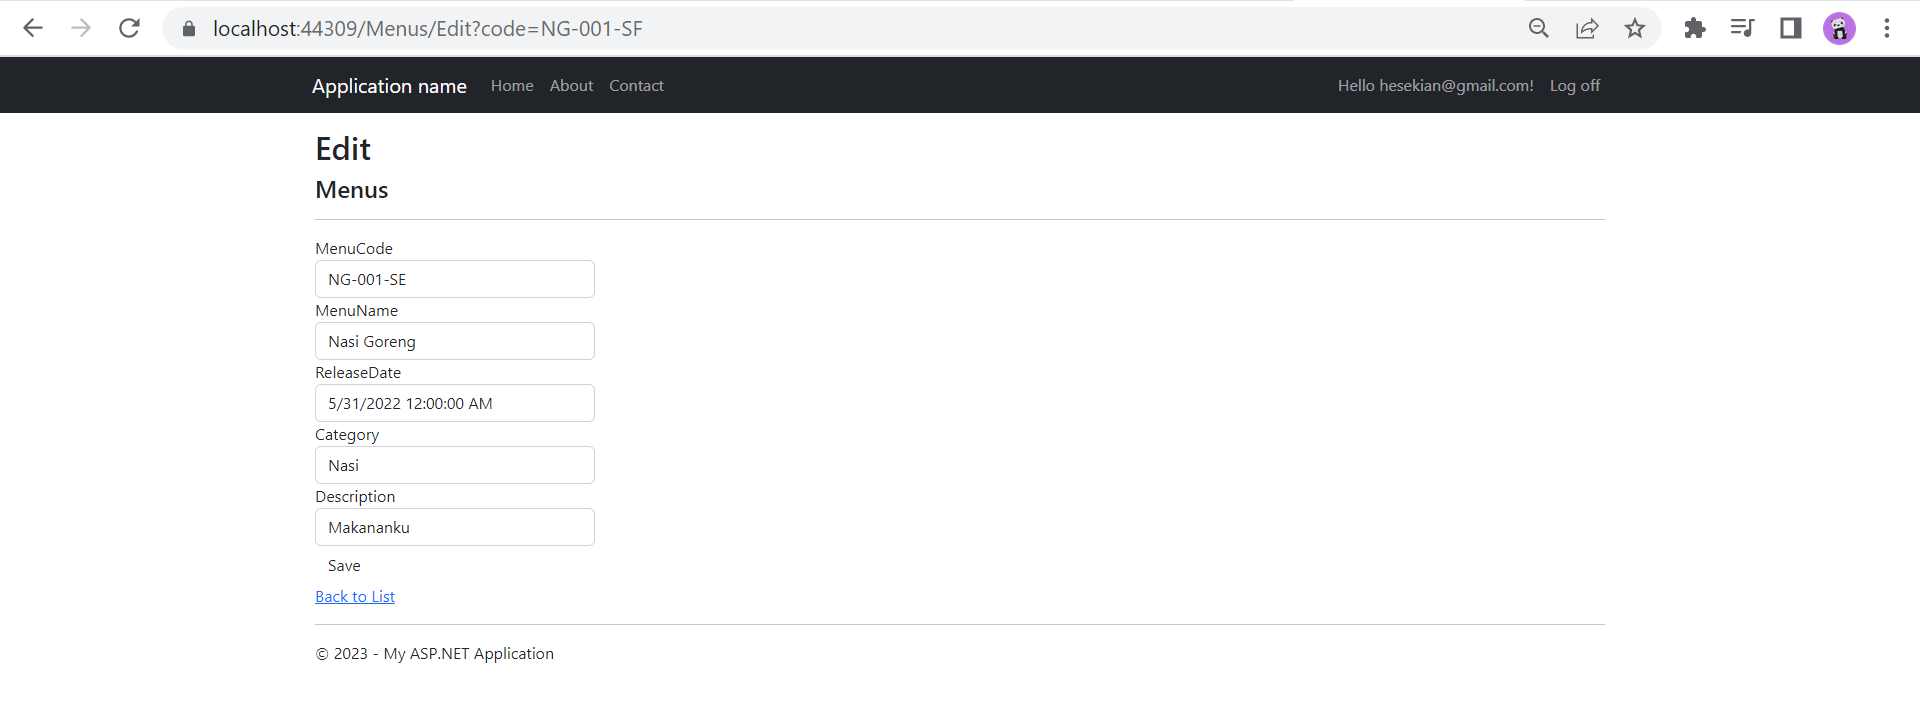 localhost:44309/Menus/Edit?code=NG-001-SF
Application name Home About Contact Hello hesekian@gmail.com! Log off
Edit
Menus
MenuCode
NG-001-SE
MenuName
Nasi Goreng
ReleaseDate
5/31/2022 12:00:00 AM
Category
Nasi
Description
Makananku
Save
Back to List
© 2023 - My ASP.NET Application